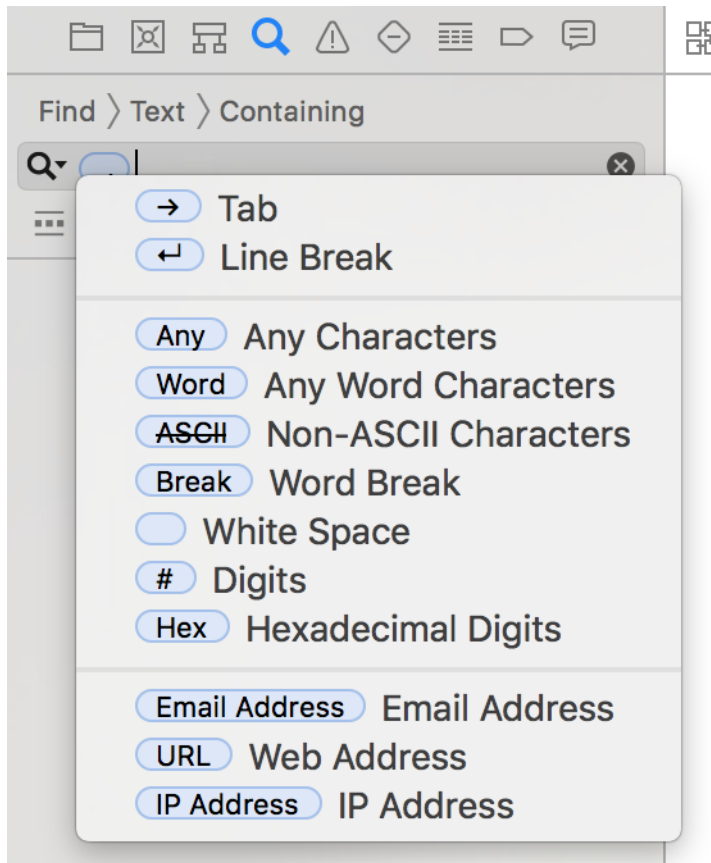 Find 〉 Text 〉 Containing
→ Tab
↵ Line Break
Any Any Characters
Word Any Word Characters
ASCII Non-ASCII Characters
Break Word Break
White Space
# Digits
Hex Hexadecimal Digits
Email Address Email Address
URL Web Address
IP Address IP Address